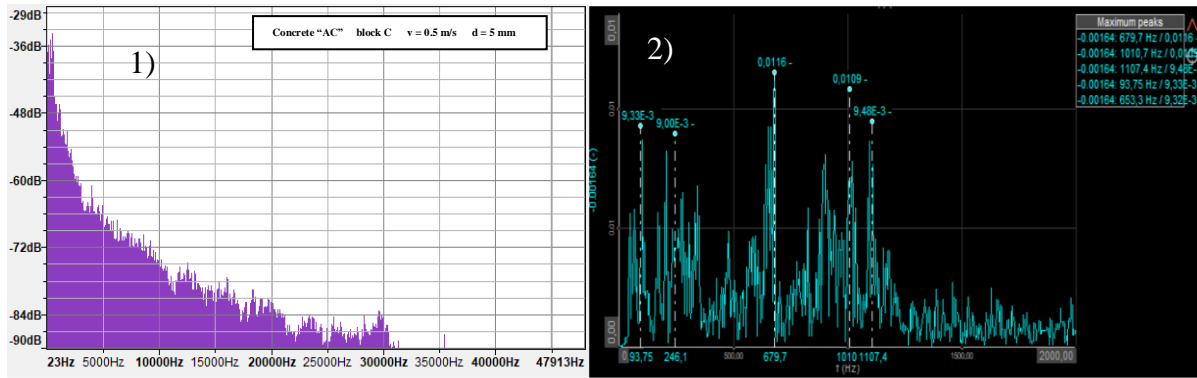 -29dB
-36dB
-48dB
-60dB
-72dB
-84dB
-90dB
Concrete “AC” block C v = 0.5 m/s d = 5 mm
1)
23Hz 5000Hz 10000Hz 15000Hz 20000Hz 25000Hz 30000Hz 35000Hz 40000Hz 47913Hz
2)
0,01
0,01
0,01
0,00
-0.00164 (-)
9,33E-3
9,00E-3 -
0,0116 -
0,0109 -
9,48E-3 -
Maximum peaks
-0.00164: 679,7 Hz / 0,0116
-0.00164: 1010,7 Hz /
-0.00164: 1107,4 Hz / 9,48E-
-0.00164: 93,75 Hz / 9,33E-3
-0.00164: 653,3 Hz / 9,32E-3
93,75 246,1 500,00 679,7 1010 1107,4 1500,00 2000,00
f (Hz)